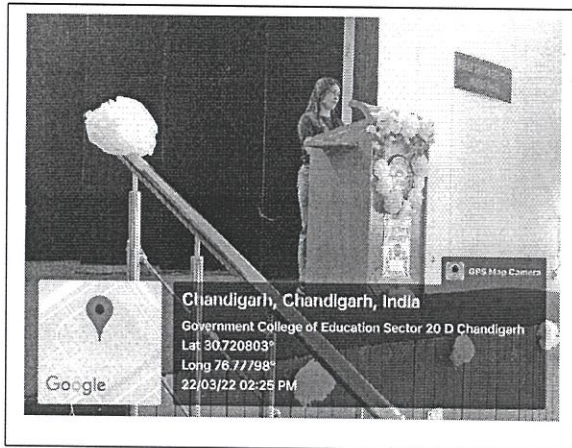 GPS Map Camera
Chandigarh, Chandigarh, India
Government College of Education Sector 20 D Chandigarh
Lat 30.720803°
Long 76.77798°
22/03/22 02:25 PM
Google